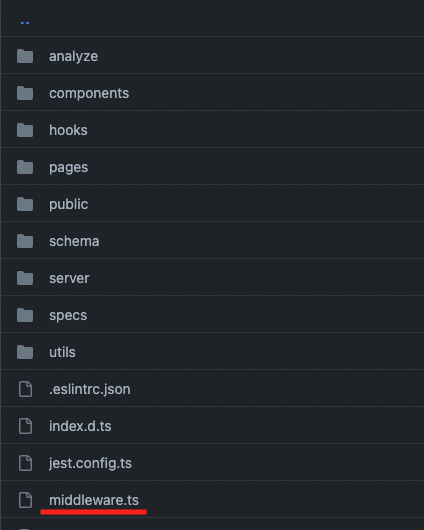 ..
analyze
components
hooks
pages
public
schema
server
specs
utils
.eslintrc.json
index.d.ts
jest.config.ts
middleware.ts